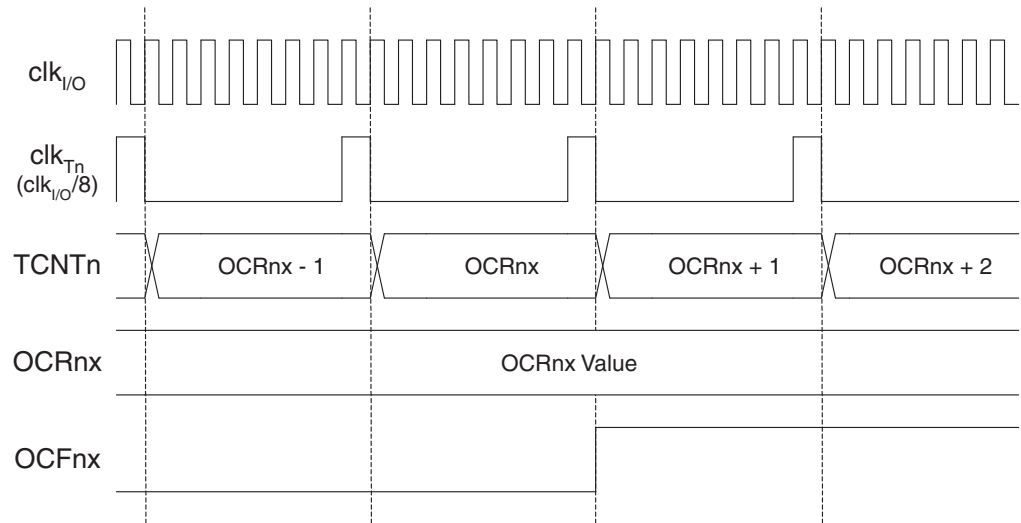 clkI/O
clkTn
(clkI/O/8)
TCNTn
OCRnx - 1
OCRnx
OCRnx + 1
OCRnx + 2
OCRnx
OCRnx Value
OCFnx